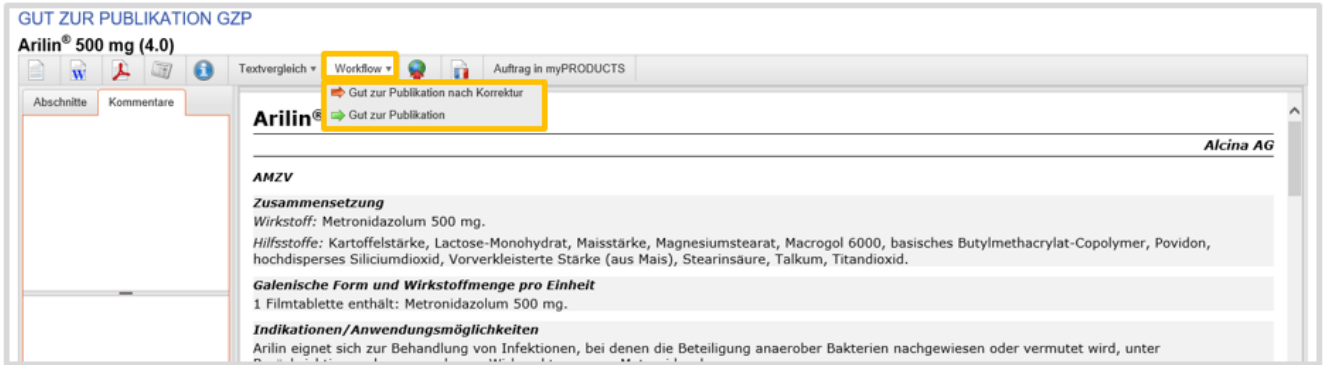 GUT ZUR PUBLIKATION GZP
Arilin® 500 mg (4.0)
Textvergleich Workflow Auftrag in myPRODUCTS
Gut zur Publikation nach Korrektur
Gut zur Publikation
Abschnitte Kommentare
Arilin®
Alcina AG
AMZV
Zusammensetzung
Wirkstoff: Metronidazolum 500 mg.
Hilfsstoffe: Kartoffelstärke, Lactose-Monohydrat, Maisstärke, Magnesiumstearat, Macrogol 6000, basisches Butylmethacrylat-Copolymer, Povidon,
hochdisperses Siliciumdioxid, Vorverkleisterte Stärke (aus Mais), Stearinsäure, Talkum, Titandioxid.
Galenische Form und Wirkstoffmenge pro Einheit
1 Filmtablette enthält: Metronidazolum 500 mg.
Indikationen/Anwendungsmöglichkeiten
Arilin eignet sich zur Behandlung von Infektionen, bei denen die Beteiligung anaerober Bakterien nachgewiesen oder vermutet wird, unter